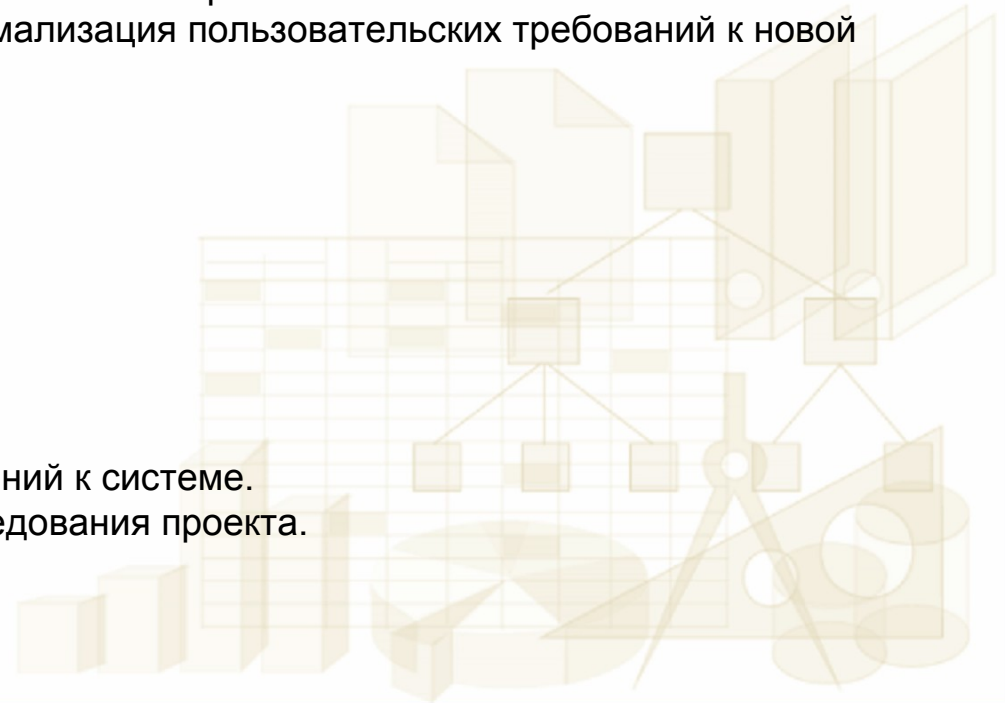 мализация пользовательских требований к новой
ний к системе.
едования проекта.